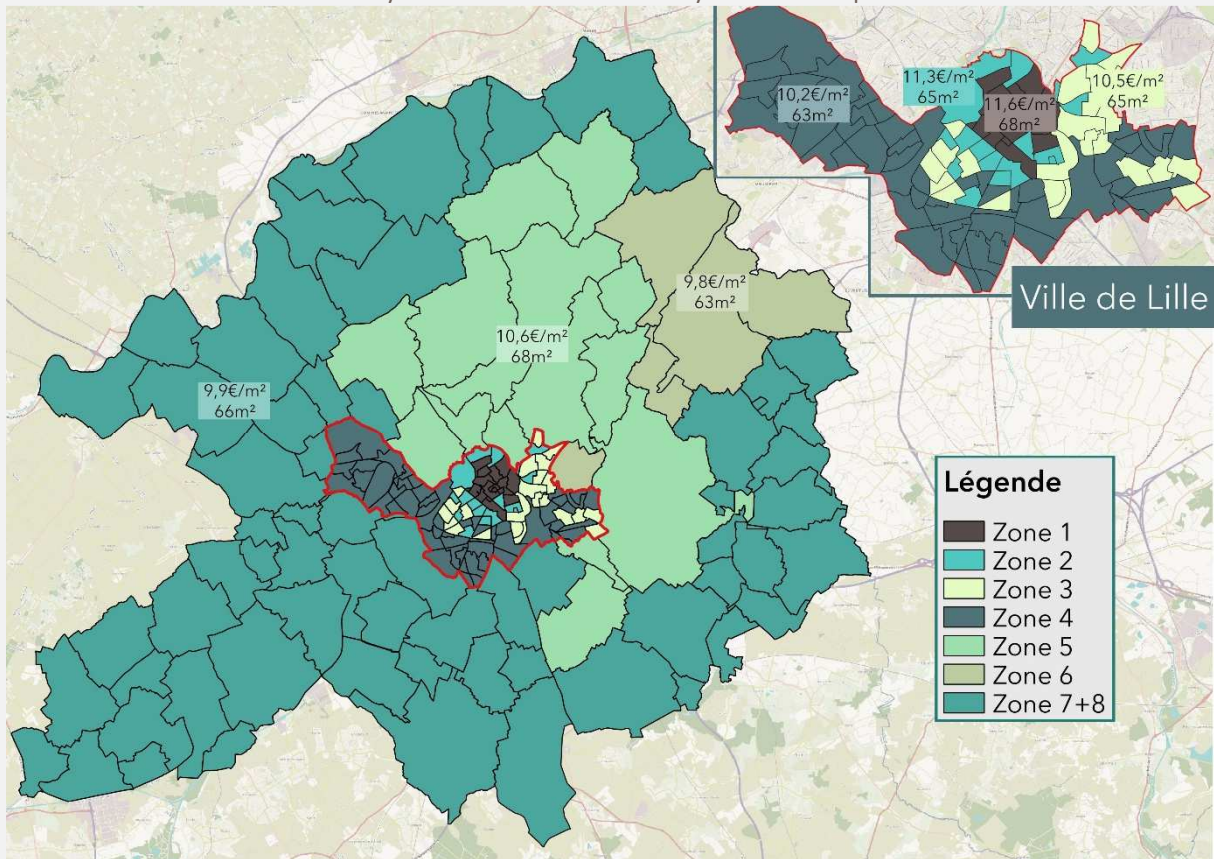 11,3€/m²
65m²
10,5€/m²
65m²
10,2€/m²
63m²
11,6€/m²
68m²
Ville de Lille
9,8€/m²
63m²
10,6€/m²
68m²
9,9€/m²
66m²
Légende
Zone 1
Zone 2
Zone 3
Zone 4
Zone 5
Zone 6
Zone 7+8